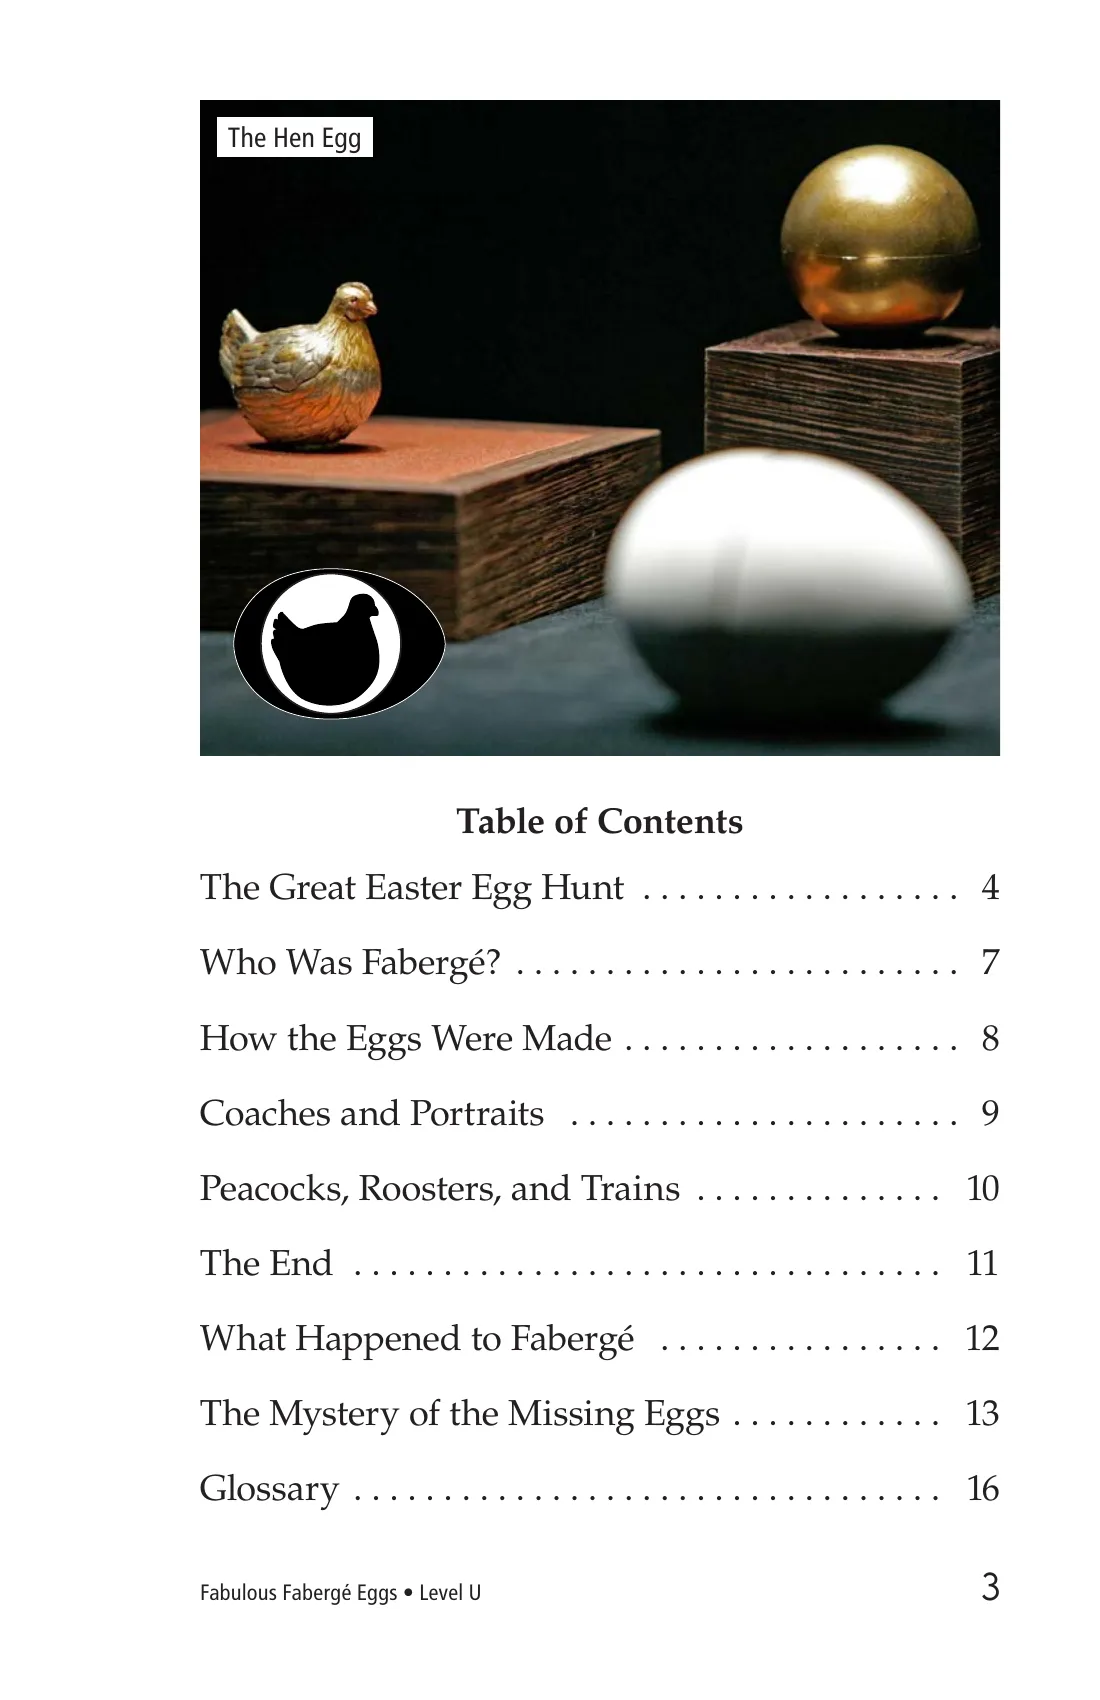 The Hen Egg
Table of Contents
The Great Easter Egg Hunt . . . . . . . . . . . . . . . . . . 4
Who Was Fabergé? . . . . . . . . . . . . . . . . . . . . . . . . . 7
How the Eggs Were Made . . . . . . . . . . . . . . . . . . . 8
Coaches and Portraits . . . . . . . . . . . . . . . . . . . . . . 9
Peacocks, Roosters, and Trains . . . . . . . . . . . . . . 10
The End . . . . . . . . . . . . . . . . . . . . . . . . . . . . . . . . . 11
What Happened to Fabergé . . . . . . . . . . . . . . . . 12
The Mystery of the Missing Eggs . . . . . . . . . . . . 13
Glossary . . . . . . . . . . . . . . . . . . . . . . . . . . . . . . . . . 16
Fabulous Fabergé Eggs • Level U 3